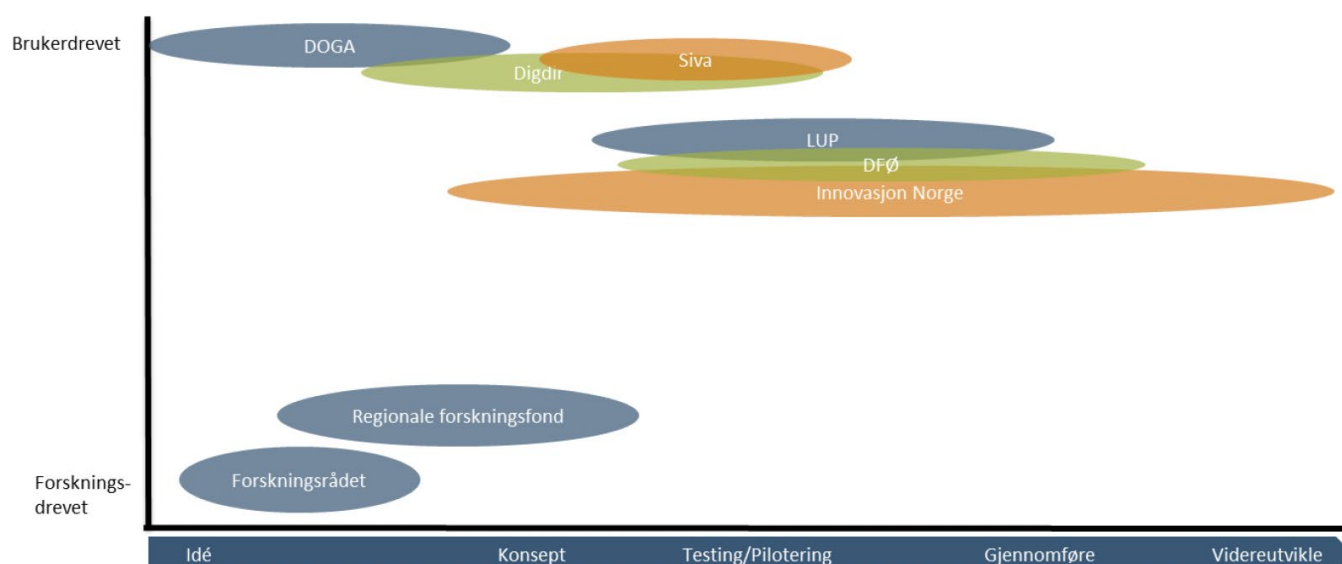 Brukerdrevet
DOGA
Siva
Digdir
LUP
DFØ
Innovasjon Norge
Regionale forskningsfond
Forskningsrådet
Forsknings-
drevet
Idé
Konsept
Testing/Pilotering
Gjennomføre
Videreutvikle